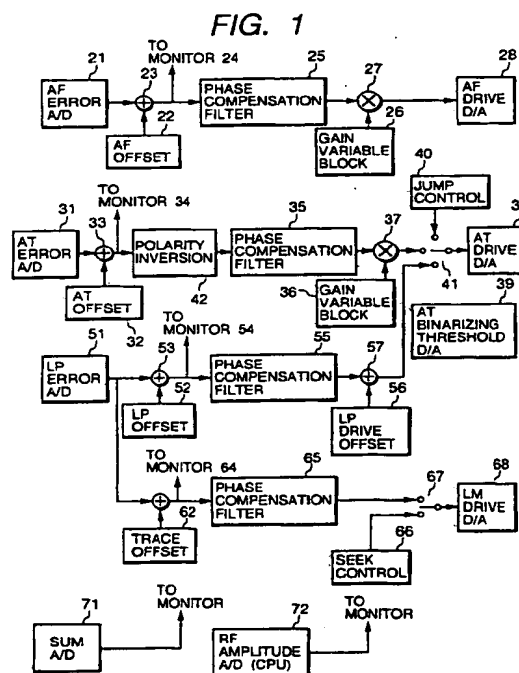 FIG. 1
TO
MONITOR 24
21
AF
ERROR
A/D
23
22
AF
OFFSET
25
PHASE
COMPENSATION
FILTER
27
26
GAIN
VARIABLE
BLOCK
28
AF
DRIVE
D/A
TO
MONITOR 34
31
AT
ERROR
A/D
33
32
AT OFFSET
POLARITY
INVERSION
42
35
PHASE
COMPENSATION
FILTER
37
36
GAIN
VARIABLE
BLOCK
40
JUMP
CONTROL
41
AT
DRIVE
D/A
39
AT
BINARIZING
THRESHOLD
D/A
TO
MONITOR 54
51
LP
ERROR
A/D
53
52
LP OFFSET
55
PHASE
COMPENSATION
FILTER
57
56
LP
DRIVE
OFFSET
TO
MONITOR 64
62
TRACE
OFFSET
65
PHASE
COMPENSATION
FILTER
67
66
SEEK
CONTROL
68
LM
DRIVE
D/A
71
SUM
A/D
TO
MONITOR
72
RF
AMPLITUDE
A/D (CPU)
TO
MONITOR